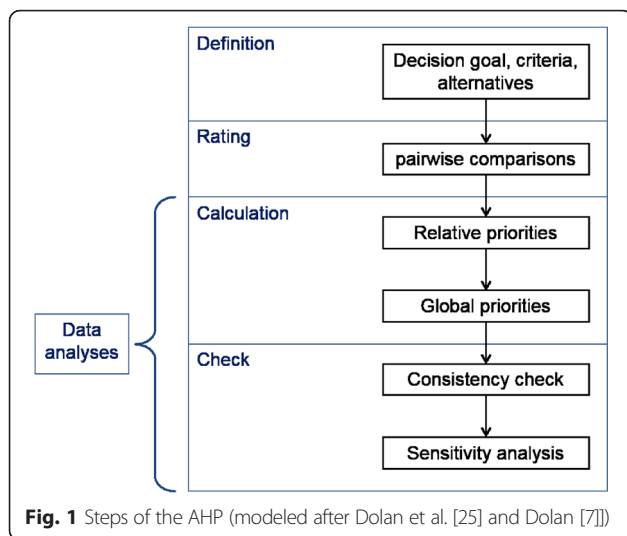 Definition
Decision goal, criteria,
alternatives
Rating
pairwise comparisons
Calculation
Relative priorities
Global priorities
Data
analyses
Check
Consistency check
Sensitivity analysis
Fig. 1 Steps of the AHP (modeled after Dolan et al. [25] and Dolan [7]])